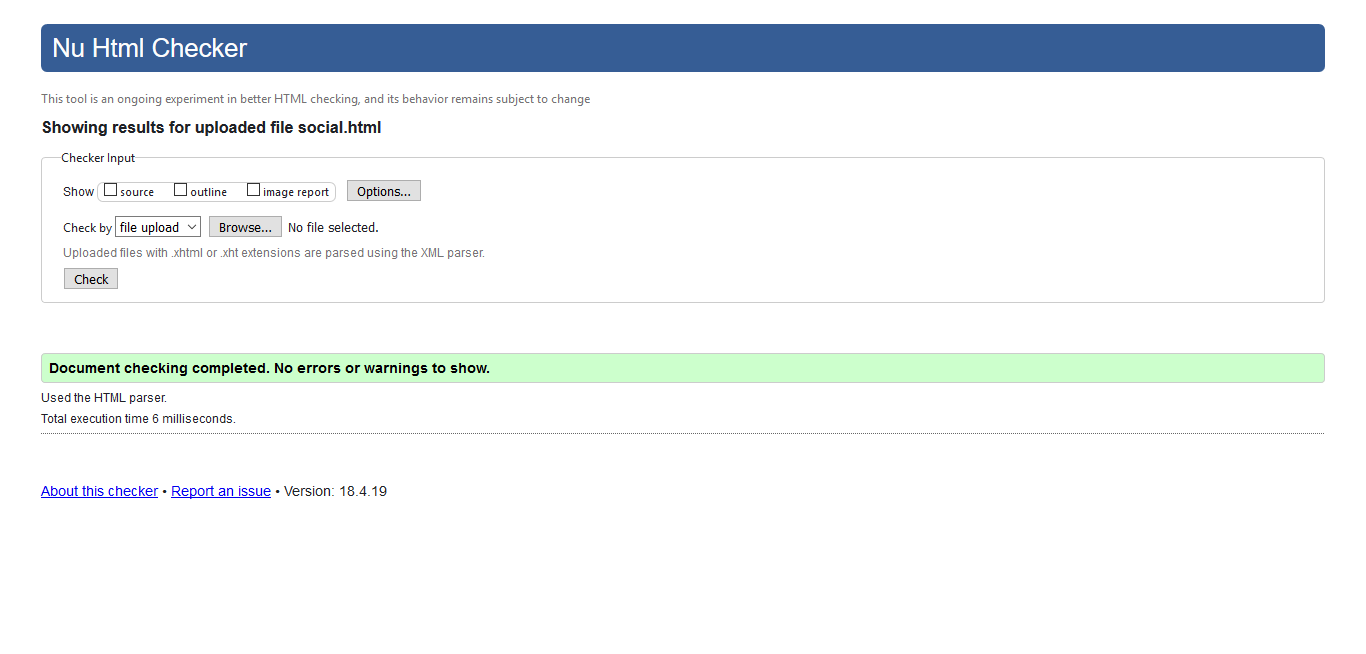 Nu Html Checker
This tool is an ongoing experiment in better HTML checking, and its behavior remains subject to change
Showing results for uploaded file social.html
Checker Input
Show source outline image report Options...
Check by file upload Browse... No file selected.
Uploaded files with .xhtml or .xht extensions are parsed using the XML parser.
Check
Document checking completed. No errors or warnings to show.
Used the HTML parser.
Total execution time 6 milliseconds.
About this checker • Report an issue • Version: 18.4.19